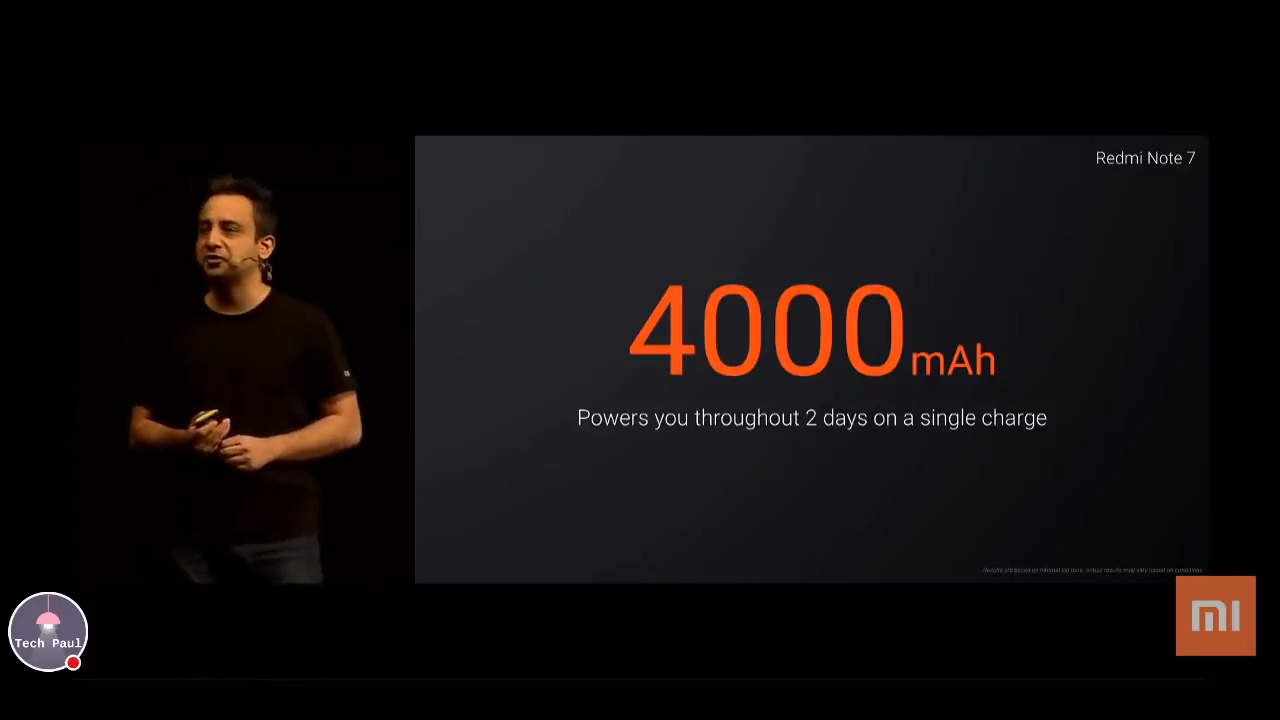 Redmi Note 7
4000mAh
Powers you throughout 2 days on a single charge
Tech Paul
MI